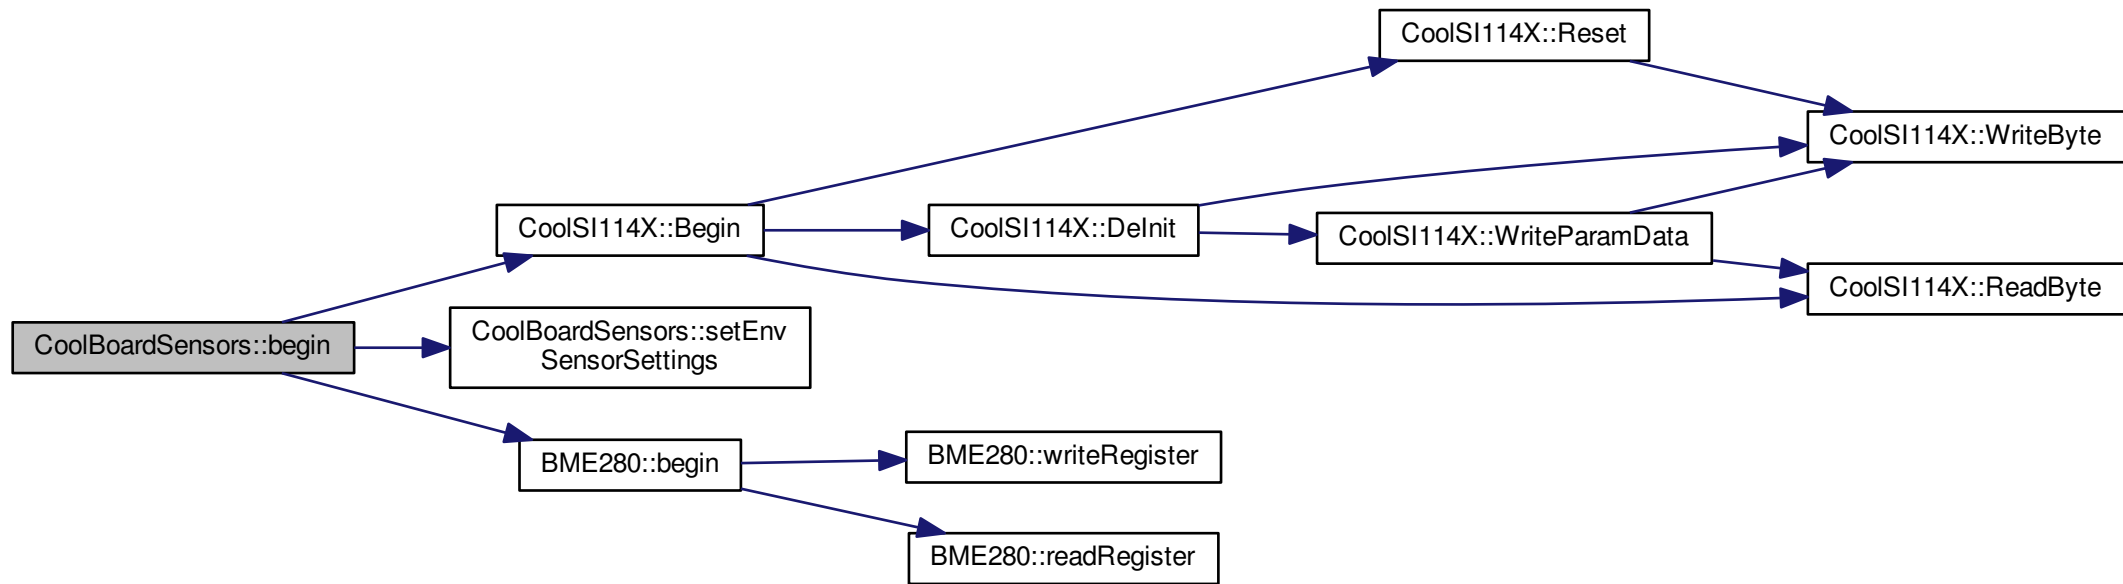 CoolSI114X::Reset
CoolSI114X::WriteByte
CoolSI114X::Begin
CoolSI114X::DeInit
CoolSI114X::WriteParamData
CoolSI114X::ReadByte
CoolBoardSensors::begin
CoolBoardSensors::setEnv
SensorSettings
BME280::begin
BME280::writeRegister
BME280::readRegister